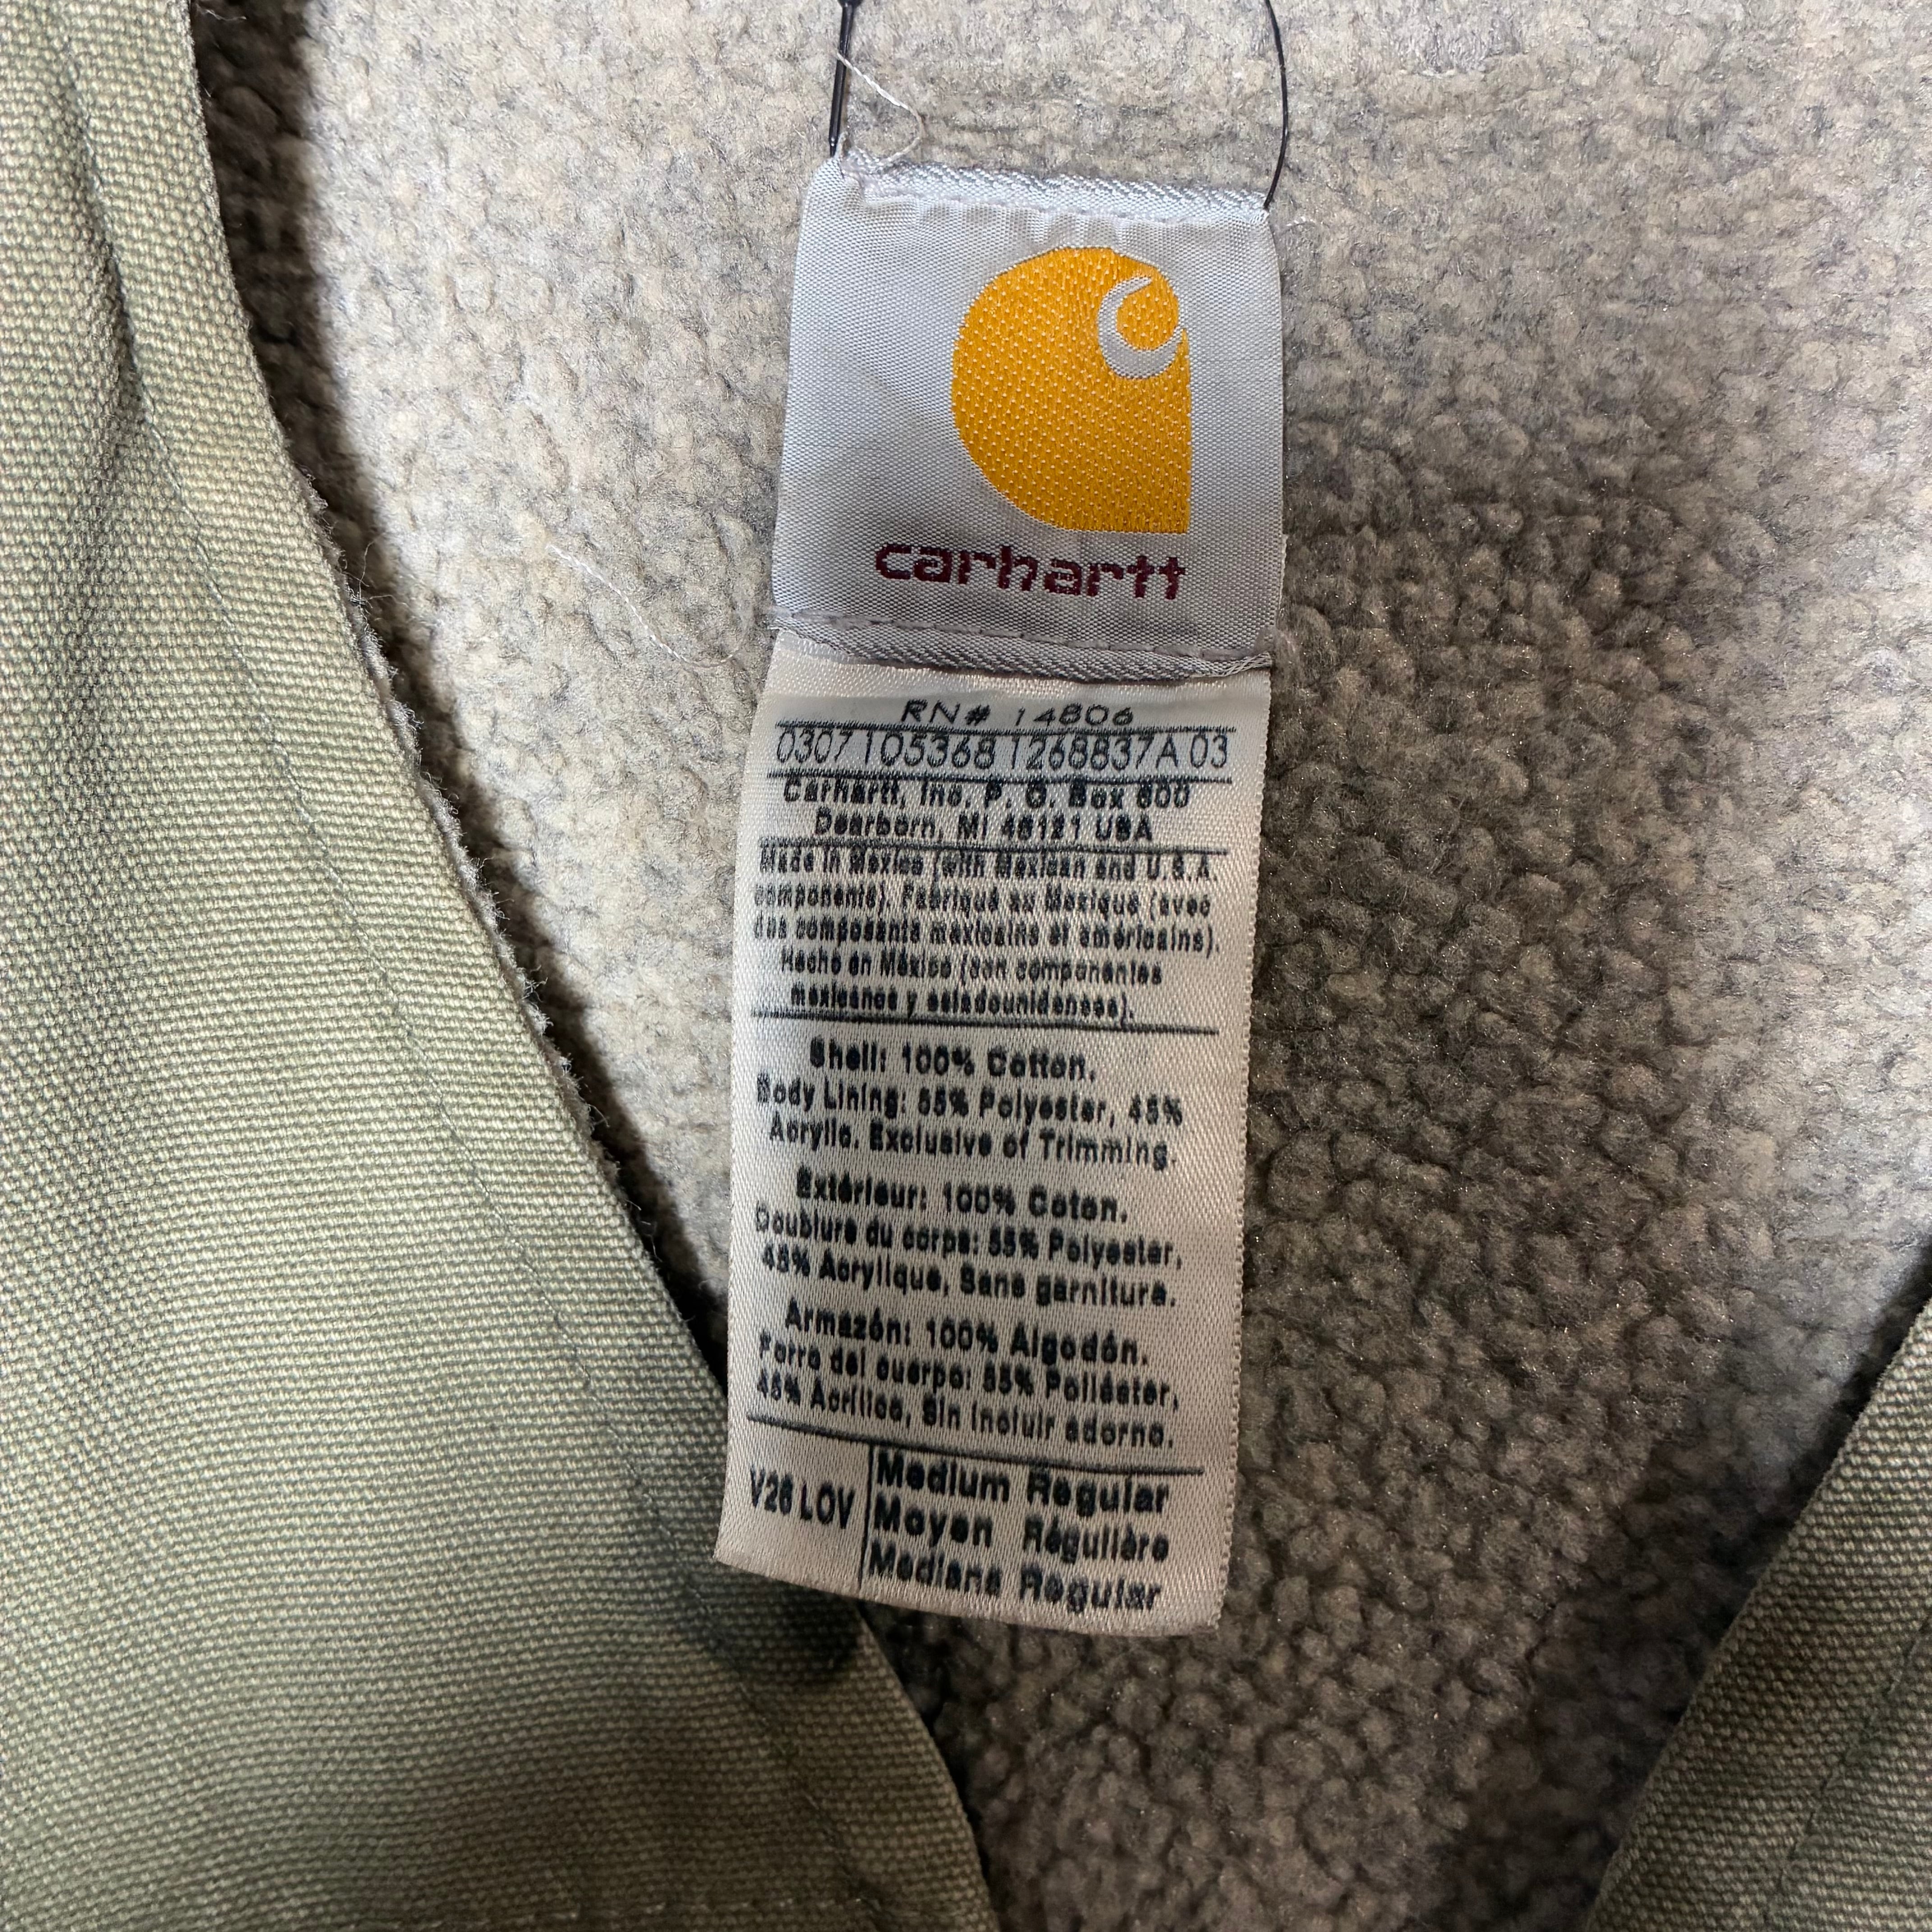 carhartt
RN# 14806
0307 105368 1268837A 03
Carhartt, Inc. P. O. Box 600
Dearborn, MI 48121 USA
Made in Mexico (with Mexican and U.S.A
components). Fabriqué au Mexique (avec
des composants mexicains et américains).
Hecho en México (con componentes
mexicanos y estadounidenses).
Shell: 100% Cotton.
Body Lining: 55% Polyester, 45%
Acrylic. Exclusive of Trimming
Extérieur: 100% Coton.
Doublure du corps: 55% Polyester,
45% Acrylique, Sans garniture.
Armazón: 100% Algodón.
Forro del cuerpo: 55% Poliéster,
45% Acrílico, Sin incluir adorno.
V26 LOV
Medium Regular
Moyen Régulière
Mediana Regular